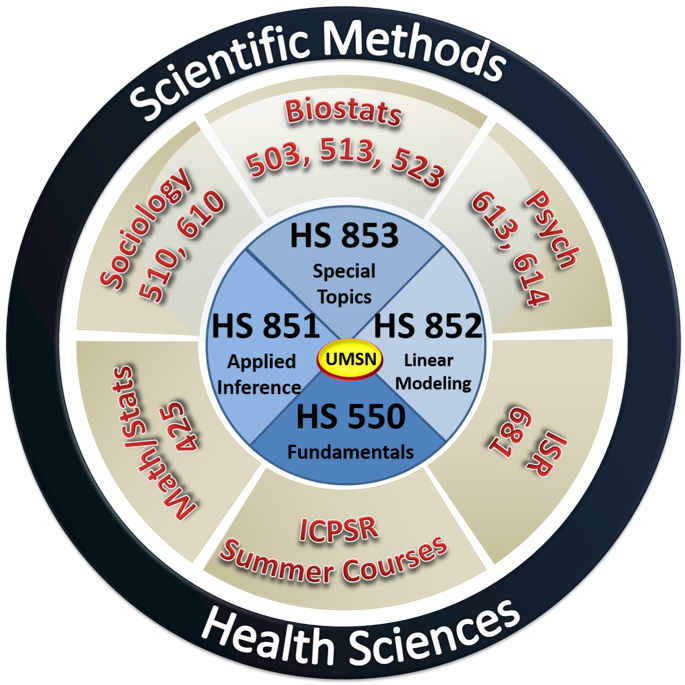 Scientific Methods
Biostats
503, 513, 523
Sociology
510, 610
Psych
613, 614
HS 853
Special
Topics
HS 851
Applied
Inference
HS 852
Linear
Modeling
UMSN
HS 550
Fundamentals
Math/Stats
425
ISR
681
ICPSR
Summer Courses
Health Sciences